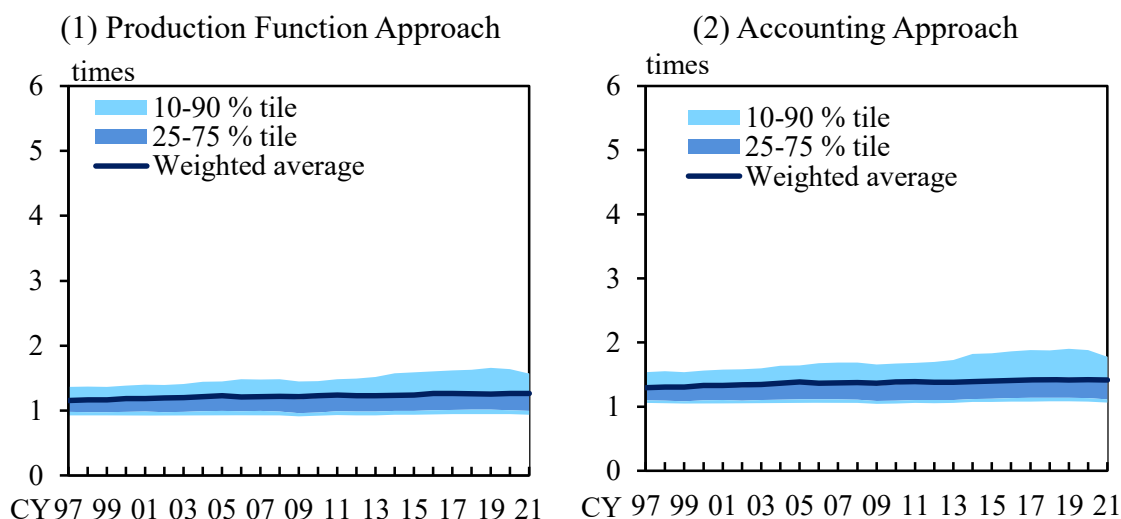 (1) Production Function Approach
times
6
10-90 % tile
25-75 % tile
Weighted average
5
4
3
2
1
0
CY 97 99 01 03 05 07 09 11 13 15 17 19 21
(2) Accounting Approach
times
6
10-90 % tile
25-75 % tile
Weighted average
5
4
3
2
1
0
CY 97 99 01 03 05 07 09 11 13 15 17 19 21